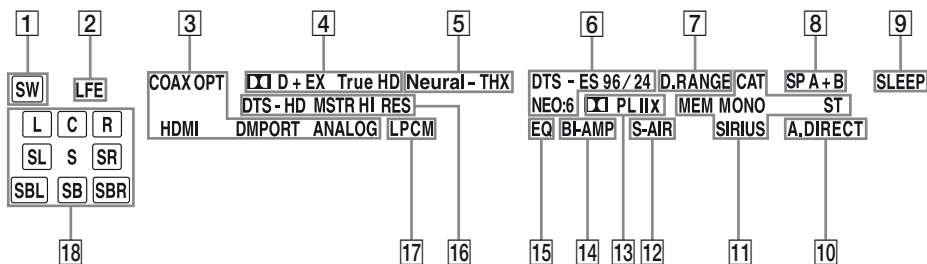 1 2 3 4 5 6 7 8 9
SW LFE COAX OPT D + EX True HD Neural - THX DTS - ES 96 / 24 D.RANGE CAT SP A + B SLEEP
L C R DTS - HD MSTR HI RES NEO:6 PL II X MEM MONO ST
HDMI DMPORT ANALOG LPCM EQ BI-AMP S-AIR SIRIUS A.DIRECT
SL S SR
SBL SB SBR
18 17 16 15 14 13 12 11 10